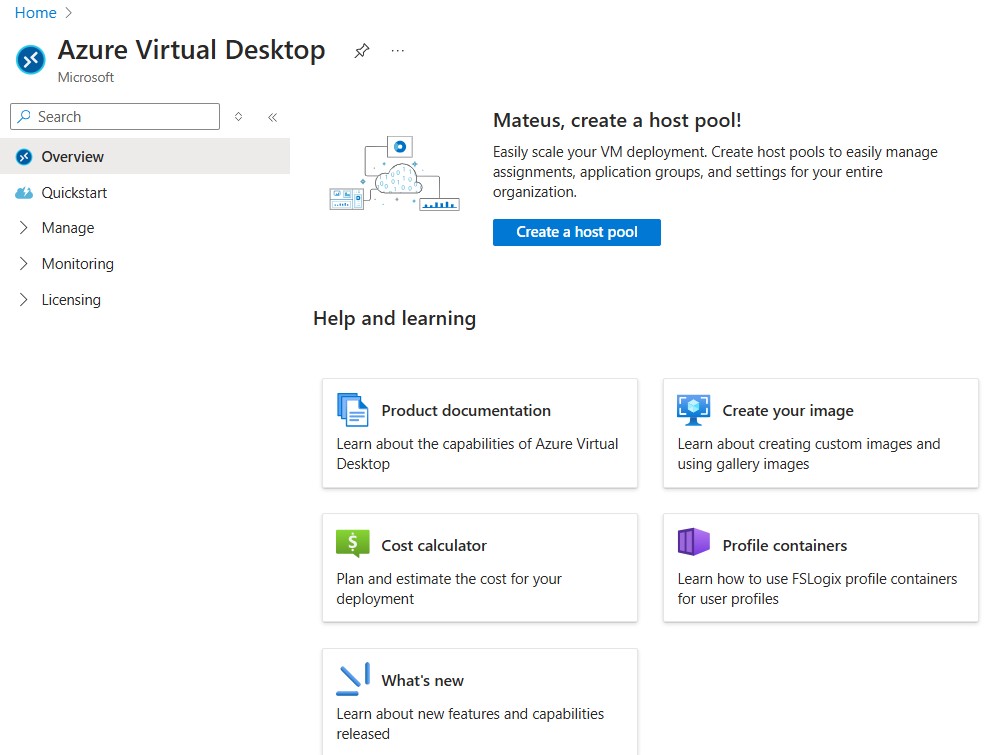 Home
Azure Virtual Desktop
Microsoft
Search
Overview
Quickstart
Manage
Monitoring
Licensing
Mateus, create a host pool!
Easily scale your VM deployment. Create host pools to easily manage
assignments, application groups, and settings for your entire
organization.
Create a host pool
Help and learning
Product documentation
Learn about the capabilities of Azure Virtual
Desktop
Create your image
Learn about creating custom images and
using gallery images
Cost calculator
Plan and estimate the cost for your
deployment
Profile containers
Learn how to use FSLogix profile containers
for user profiles
What's new
Learn about new features and capabilities
released